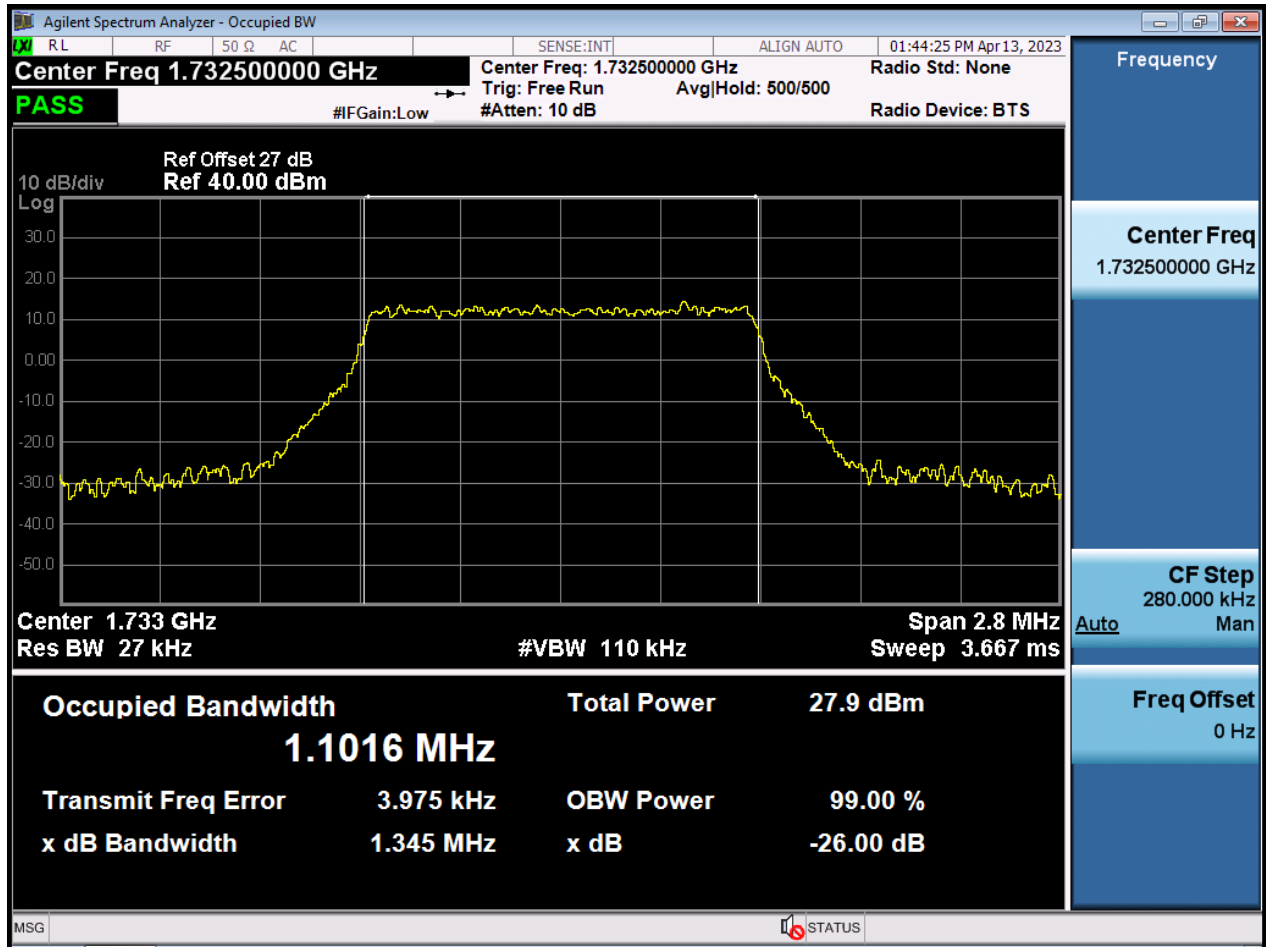 Agilent Spectrum Analyzer - Occupied BW
LXI RL RF 50 Ω AC SENSE:INT ALIGN AUTO 01:44:25 PM Apr 13, 2023
Center Freq 1.732500000 GHz
Center Freq: 1.732500000 GHz
Radio Std: None
Trig: Free Run Avg|Hold: 500/500
PASS
#IFGain:Low
#Atten: 10 dB
Radio Device: BTS
Ref Offset 27 dB
10 dB/div Ref 40.00 dBm
Log
30.0
20.0
10.0
0.00
-10.0
-20.0
-30.0
-40.0
-50.0
Center 1.733 GHz
Span 2.8 MHz
Res BW 27 kHz
#VBW 110 kHz
Sweep 3.667 ms
Occupied Bandwidth
1.1016 MHz
Total Power 27.9 dBm
Transmit Freq Error 3.975 kHz
OBW Power 99.00 %
x dB Bandwidth 1.345 MHz
x dB -26.00 dB
Frequency
Center Freq
1.732500000 GHz
CF Step
280.000 kHz
Auto Man
Freq Offset
0 Hz
MSG
STATUS